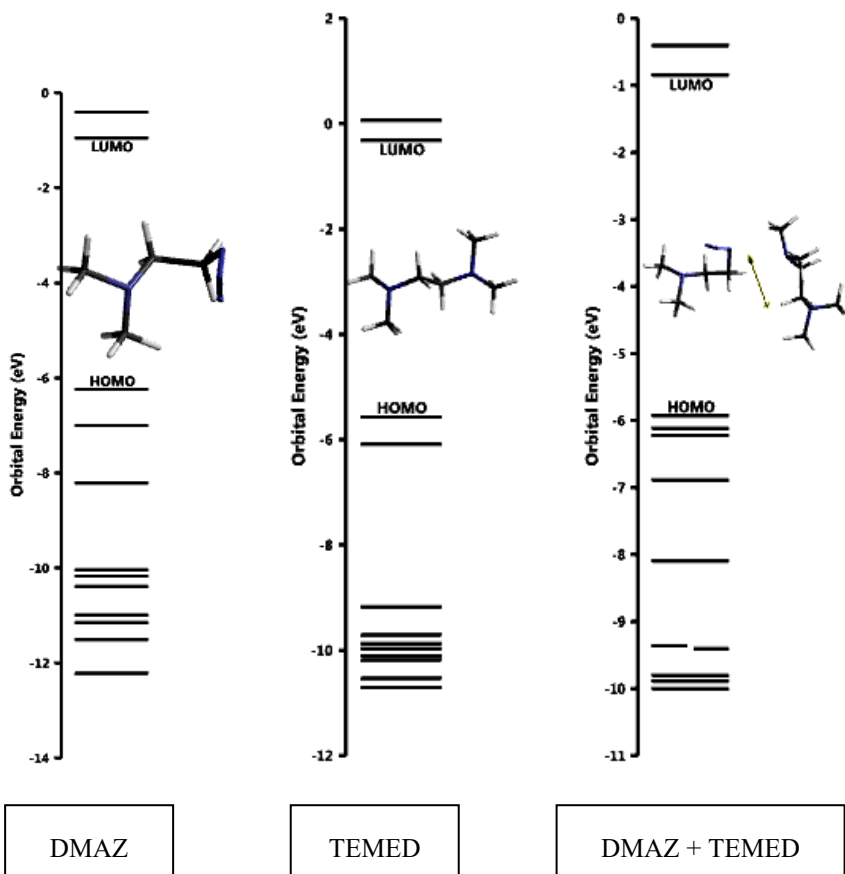 0
-2
-4
-6
-8
-10
-12
-14
Orbital Energy (eV)
LUMO
HOMO
DMAZ
2
0
-2
-4
-6
-8
-10
-12
Orbital Energy (eV)
LUMO
HOMO
TEMED
0
-1
-2
-3
-4
-5
-6
-7
-8
-9
-10
-11
Orbital Energy (eV)
LUMO
HOMO
DMAZ + TEMED